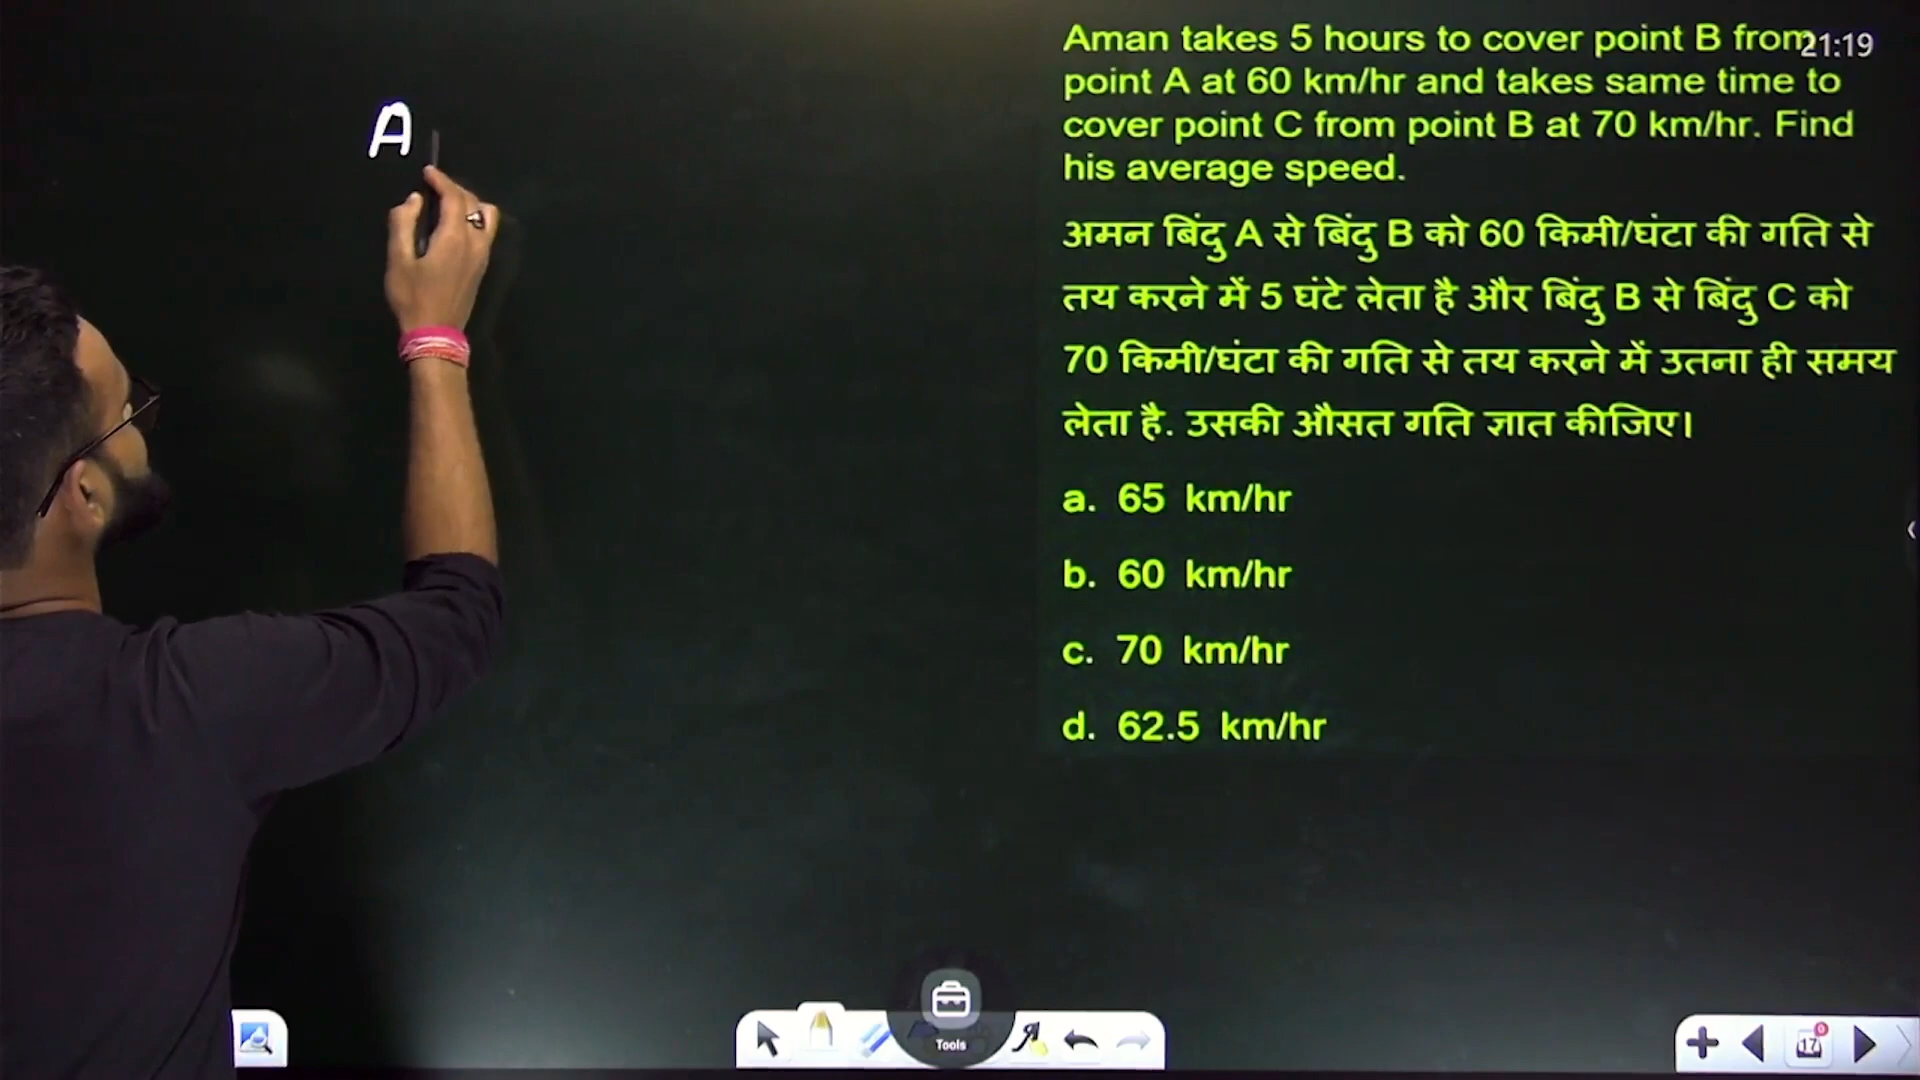 Aman takes 5 hours to cover point B from
21:19
point A at 60 km/hr and takes same time to
cover point C from point B at 70 km/hr. Find
his average speed.
अमन बिंदु A से बिंदु B को 60 किमी/घंटा की गति से
तय करने में 5 घंटे लेता है और बिंदु B से बिंदु C को
70 किमी/घंटा की गति से तय करने में उतना ही समय
लेता है. उसकी औसत गति ज्ञात कीजिए।
a. 65 km/hr
b. 60 km/hr
c. 70 km/hr
d. 62.5 km/hr
A
Tools
17
0